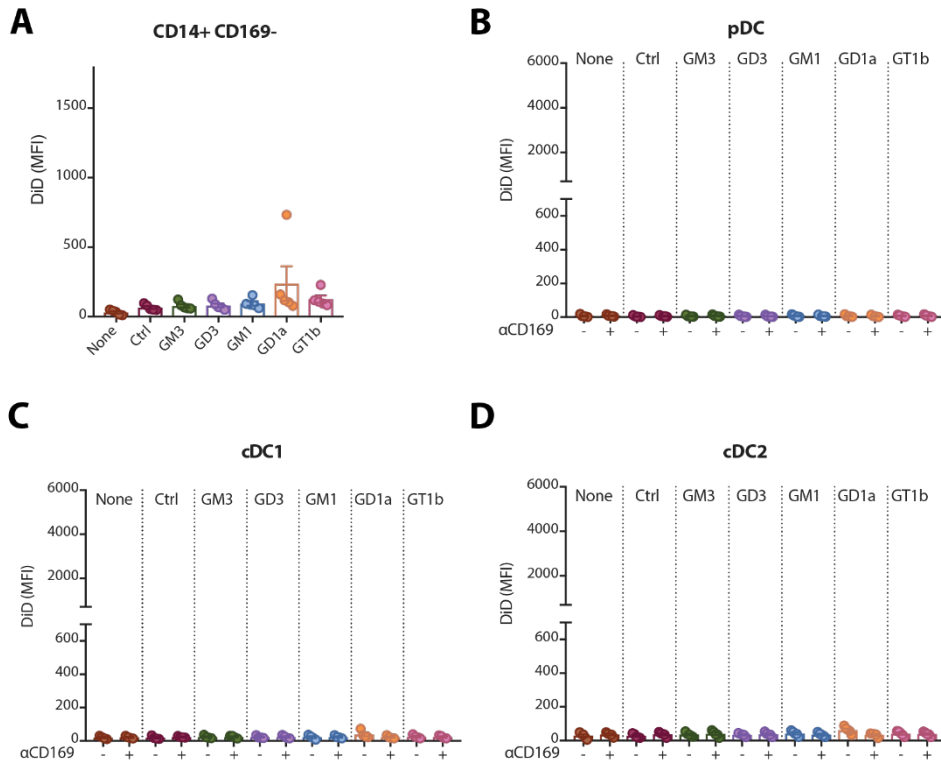 A
CD14+ CD169-
DiD (MFI)
1500
1000
500
0
None Ctrl GM3 GD3 GM1 GD1a GT1b
B
pDC
None Ctrl GM3 GD3 GM1 GD1a GT1b
DiD (MFI)
6000
4000
2000
600
400
200
0
αCD169 - + - + - + - + - + - + - +
C
cDC1
None Ctrl GM3 GD3 GM1 GD1a GT1b
DiD (MFI)
6000
4000
2000
600
400
200
0
αCD169 - + - + - + - + - + - + - +
D
cDC2
None Ctrl GM3 GD3 GM1 GD1a GT1b
DiD (MFI)
6000
4000
2000
600
400
200
0
αCD169 - + - + - + - + - + - + - +